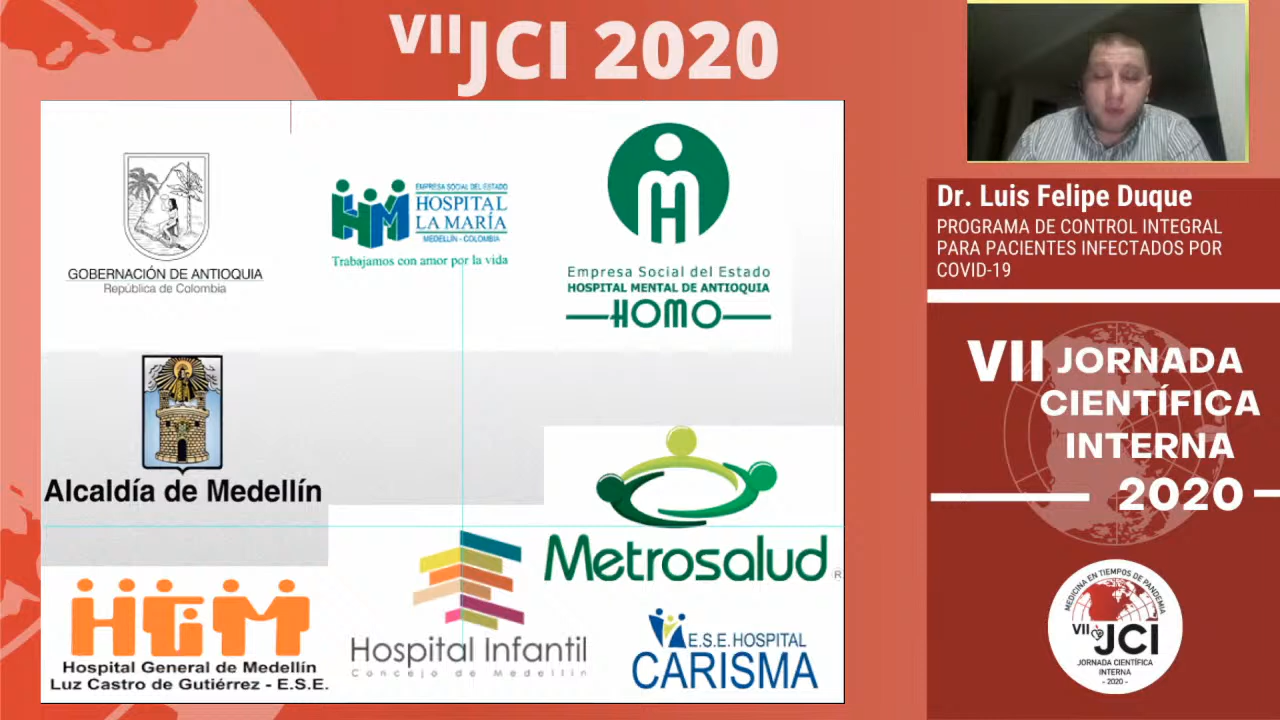 VII JCI 2020
GOBERNACIÓN DE ANTIOQUIA
República de Colombia
EMPRESA SOCIAL DEL ESTADO
HOSPITAL
LA MARÍA
MEDELLÍN - COLOMBIA
Trabajamos con amor por la vida
Empresa Social del Estado
HOSPITAL MENTAL DE ANTIOQUIA
HOMO
Alcaldía de Medellín
Metrosalud
R
HGM
Hospital General de Medellín
Luz Castro de Gutiérrez - E.S.E.
Hospital Infantil
Concejo de Medellín
E.S.E. HOSPITAL
CARISMA
Dr. Luis Felipe Duque
PROGRAMA DE CONTROL INTEGRAL
PARA PACIENTES INFECTADOS POR
COVID-19
VII JORNADA
CIENTÍFICA
INTERNA
2020
MEDICINA EN TIEMPOS DE PANDEMIA
VII JCI
JORNADA CIENTÍFICA
INTERNA
- 2020 -